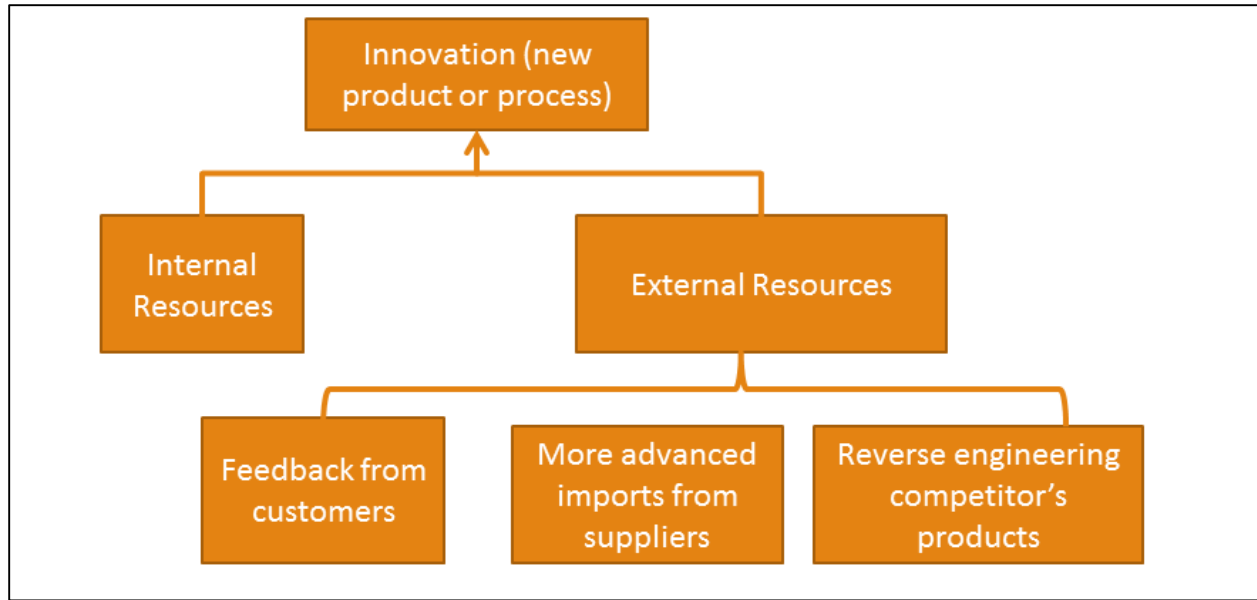 Innovation (new
product or process)
Internal
Resources
External Resources
Feedback from
customers
More advanced
imports from
suppliers
Reverse engineering
competitor’s
products